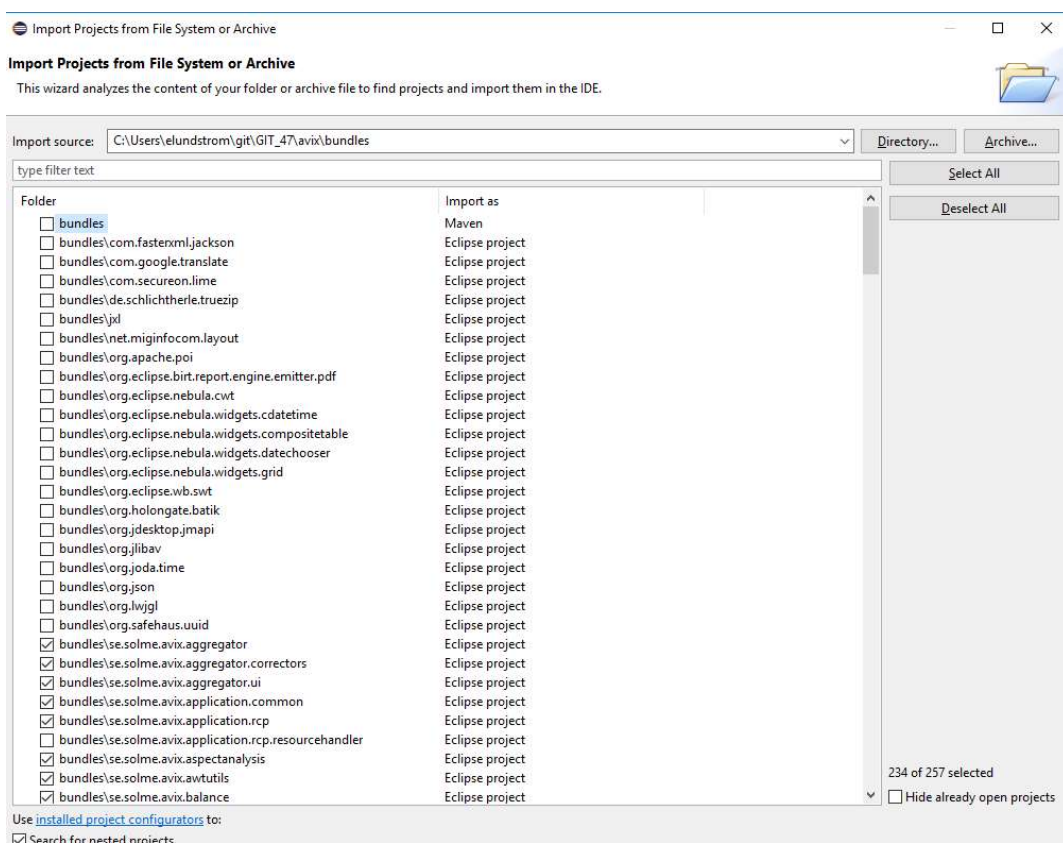 Import Projects from File System or Archive
Import Projects from File System or Archive
This wizard analyzes the content of your folder or archive file to find projects and import them in the IDE.
Import source: C:\Users\elundstrom\git\GIT_47\avix\bundles Directory... Archive...
type filter text Select All
Deselect All
Folder Import as
bundles Maven
bundles\com.fasterxml.jackson Eclipse project
bundles\com.google.translate Eclipse project
bundles\com.secureon.lime Eclipse project
bundles\de.schlichtherle.truezip Eclipse project
bundles\jxl Eclipse project
bundles\net.miginfocom.layout Eclipse project
bundles\org.apache.poi Eclipse project
bundles\org.eclipse.birt.report.engine.emitter.pdf Eclipse project
bundles\org.eclipse.nebula.cwt Eclipse project
bundles\org.eclipse.nebula.widgets.cdatetime Eclipse project
bundles\org.eclipse.nebula.widgets.compositetable Eclipse project
bundles\org.eclipse.nebula.widgets.datechooser Eclipse project
bundles\org.eclipse.nebula.widgets.grid Eclipse project
bundles\org.eclipse.wb.swt Eclipse project
bundles\org.holongate.batik Eclipse project
bundles\org.jdesktop.jmapi Eclipse project
bundles\org.jlibav Eclipse project
bundles\org.joda.time Eclipse project
bundles\org.json Eclipse project
bundles\org.lwjgl Eclipse project
bundles\org.safehaus.uuid Eclipse project
bundles\se.solme.avix.aggregator Eclipse project
bundles\se.solme.avix.aggregator.correctors Eclipse project
bundles\se.solme.avix.aggregator.ui Eclipse project
bundles\se.solme.avix.application.common Eclipse project
bundles\se.solme.avix.application.rcp Eclipse project
bundles\se.solme.avix.application.rcp.resourcehandler Eclipse project
bundles\se.solme.avix.aspectanalysis Eclipse project
bundles\se.solme.avix.awtutils Eclipse project
bundles\se.solme.avix.balance Eclipse project
234 of 257 selected
Hide already open projects
Use installed project configurators to:
Search for nested projects